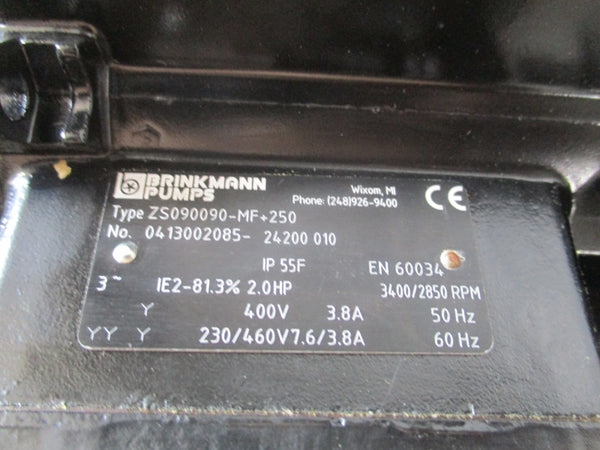 BRINKMANN
PUMPS
Wixom, MI
Phone: (248)926-9400
CE
Type ZS090090-MF+250
No. 0413002085- 24200 010
IP 55F EN 60034
3~ IE2-81.3% 2.0HP 3400/2850 RPM
Y 400V 3.8A 50 Hz
YY Y 230/460V7.6/3.8A 60 Hz